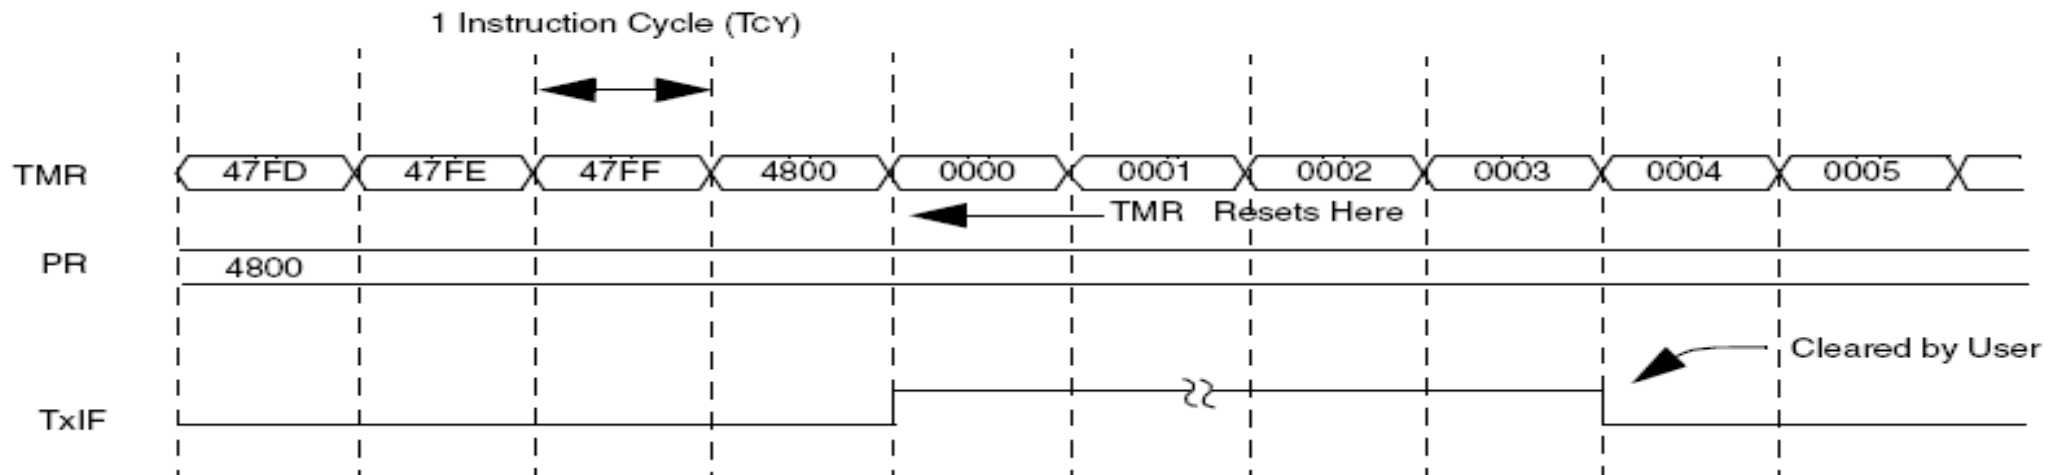 1 Instruction Cycle (TCY)
TMR 47FD 47FE 47FF 4800 0000 0001 0002 0003 0004 0005
TMR Resets Here
PR 4800
Cleared by User
TxIF